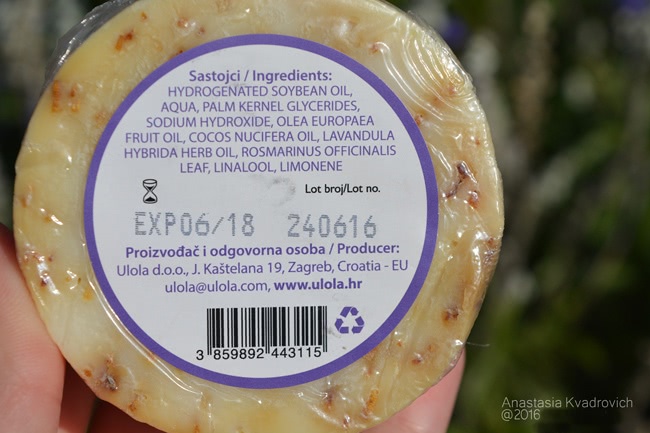 Sastojci / Ingredients:
HYDROGENATED SOYBEAN OIL,
AQUA, PALM KERNEL GLYCERIDES,
SODIUM HYDROXIDE, OLEA EUROPAEA
FRUIT OIL, COCOS NUCIFERA OIL, LAVANDULA
HYBRIDA HERB OIL, ROSMARINUS OFFICINALIS
LEAF, LINALOOL, LIMONENE
Lot broj/Lot no.
EXP06/18 240616
Proizvođač i odgovorna osoba / Producer:
Ulola d.o.o., J. Kaštelana 19, Zagreb, Croatia - EU
ulola@ulola.com, www.ulola.hr
3 859892 443115
Anastasia Kvadrovich
@2016